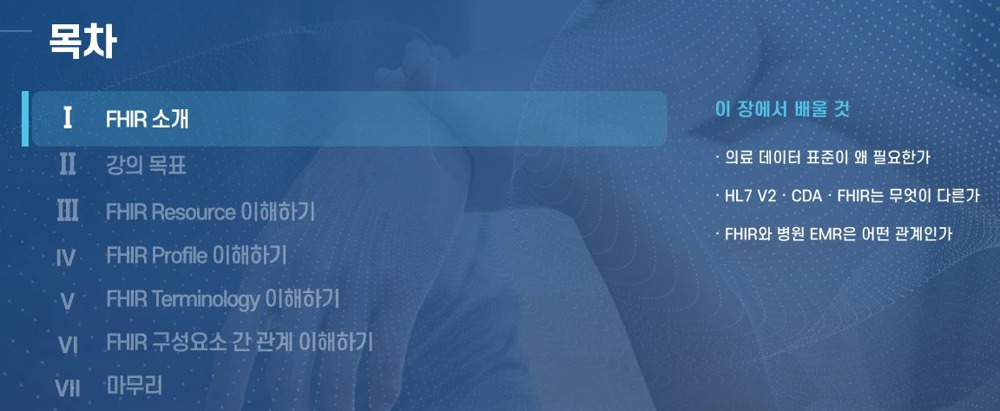 목차
I FHIR 소개
II 강의 목표
III FHIR Resource 이해하기
IV FHIR Profile 이해하기
V FHIR Terminology 이해하기
VI FHIR 구성요소 간 관계 이해하기
VII 마무리
이 장에서 배울 것
· 의료 데이터 표준이 왜 필요한가
· HL7 V2 · CDA · FHIR는 무엇이 다른가
· FHIR와 병원 EMR은 어떤 관계인가